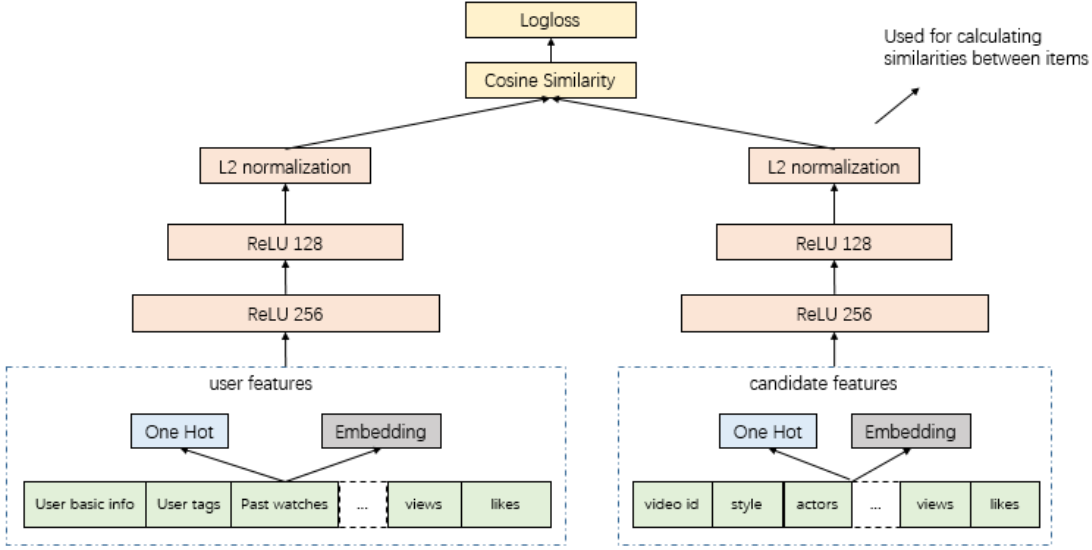 Logloss
Used for calculating
similarities between items
Cosine Similarity
L2 normalization
L2 normalization
ReLU 128
ReLU 128
ReLU 256
ReLU 256
user features
candidate features
One Hot
Embedding
One Hot
Embedding
User basic info
User tags
Past watches
...
views
likes
video id
style
actors
...
views
likes